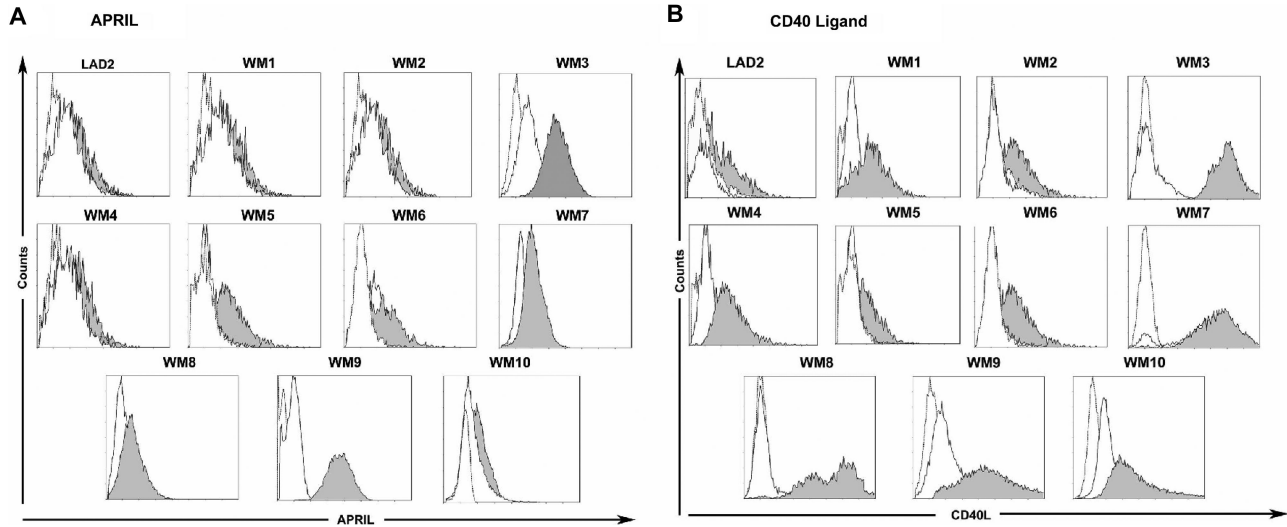 A
APRIL
LAD2
WM1
WM2
WM3
WM4
WM5
WM6
WM7
WM8
WM9
WM10
Counts
APRIL
B
CD40 Ligand
LAD2
WM1
WM2
WM3
WM4
WM5
WM6
WM7
WM8
WM9
WM10
Counts
CD40L